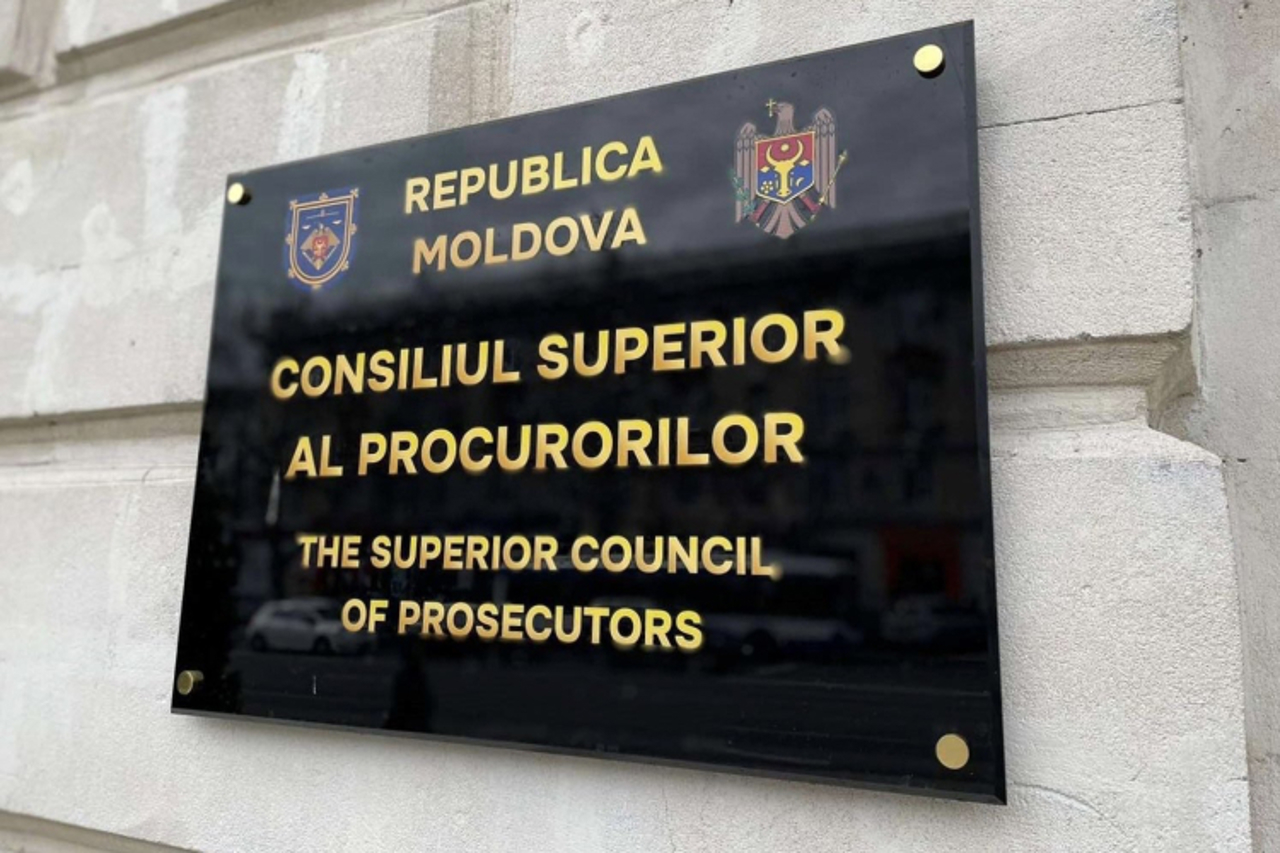 REPUBLICA
MOLDOVA
CONSILIUL SUPERIOR
AL PROCURORILOR
THE SUPERIOR COUNCIL
OF PROSECUTORS